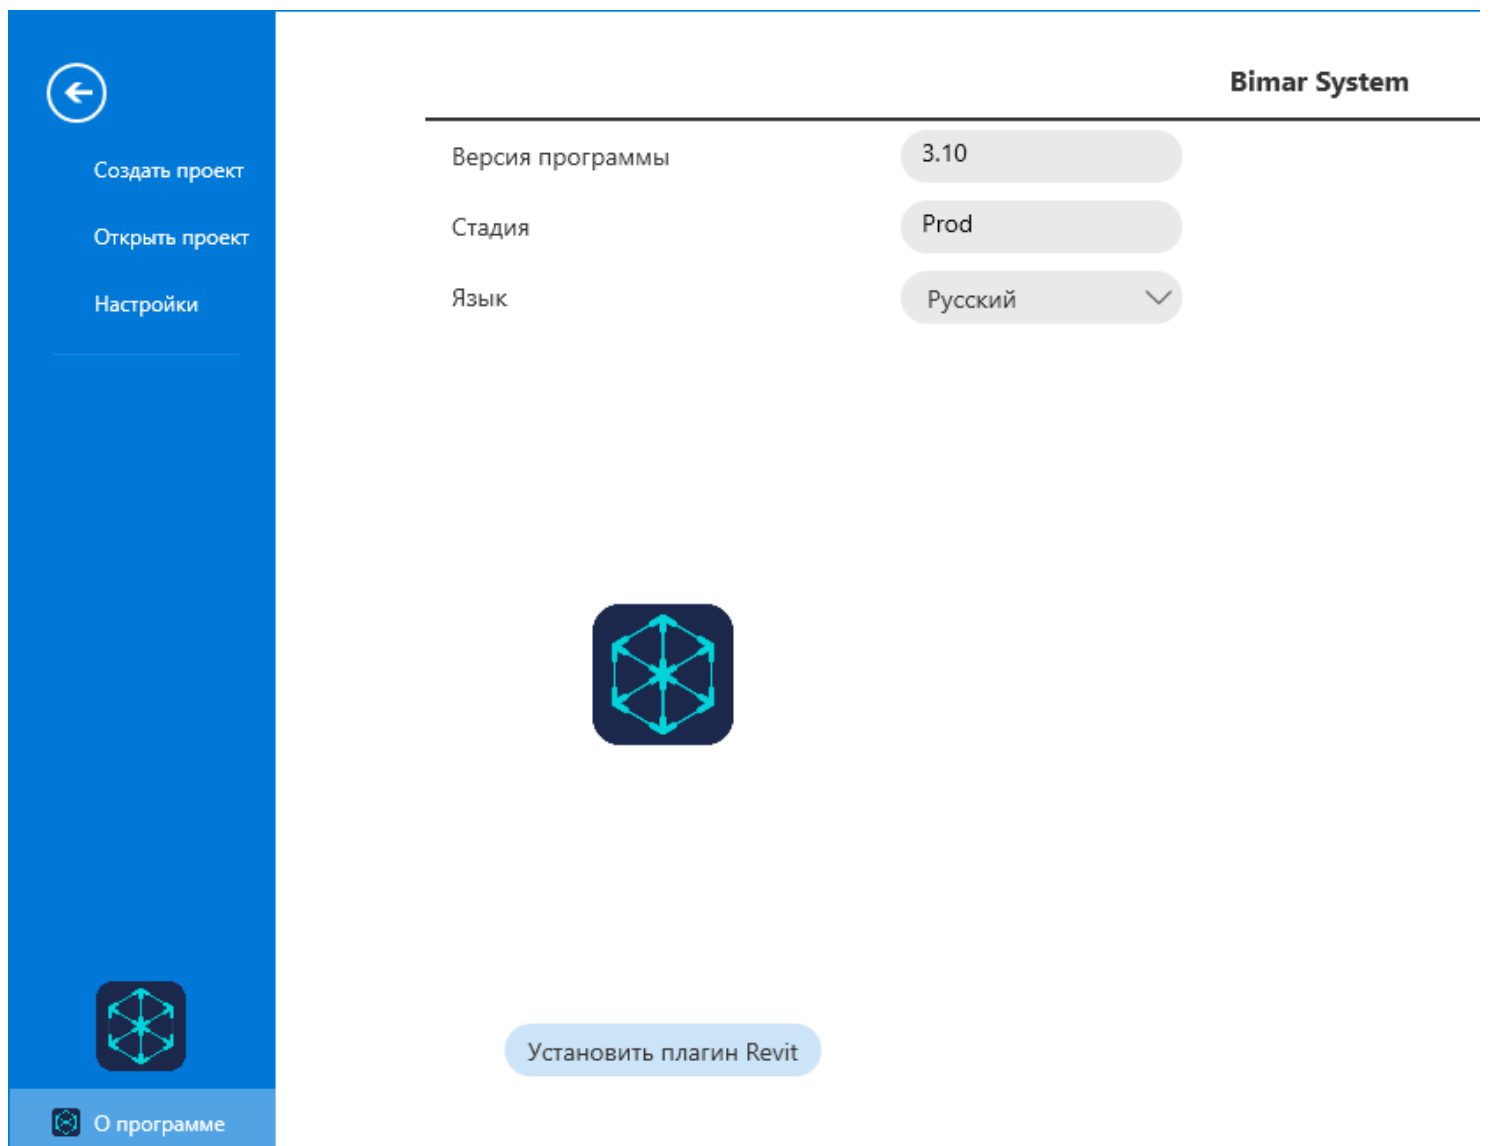 Создать проект
Открыть проект
Настройки
О программе
Bimar System
Версия программы 3.10
Стадия Prod
Язык Русский
Установить плагин Revit